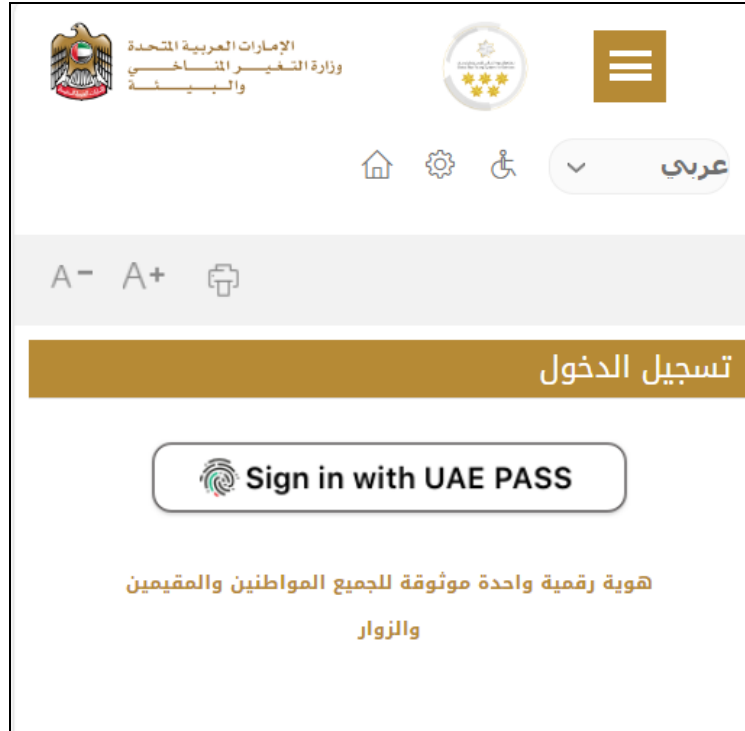 الإمارات العربية المتحدة
وزارة التغير المناخي
والبيئة
عربي
A- A+
تسجيل الدخول
Sign in with UAE PASS
هوية رقمية واحدة موثوقة للجميع المواطنين والمقيمين
والزوار